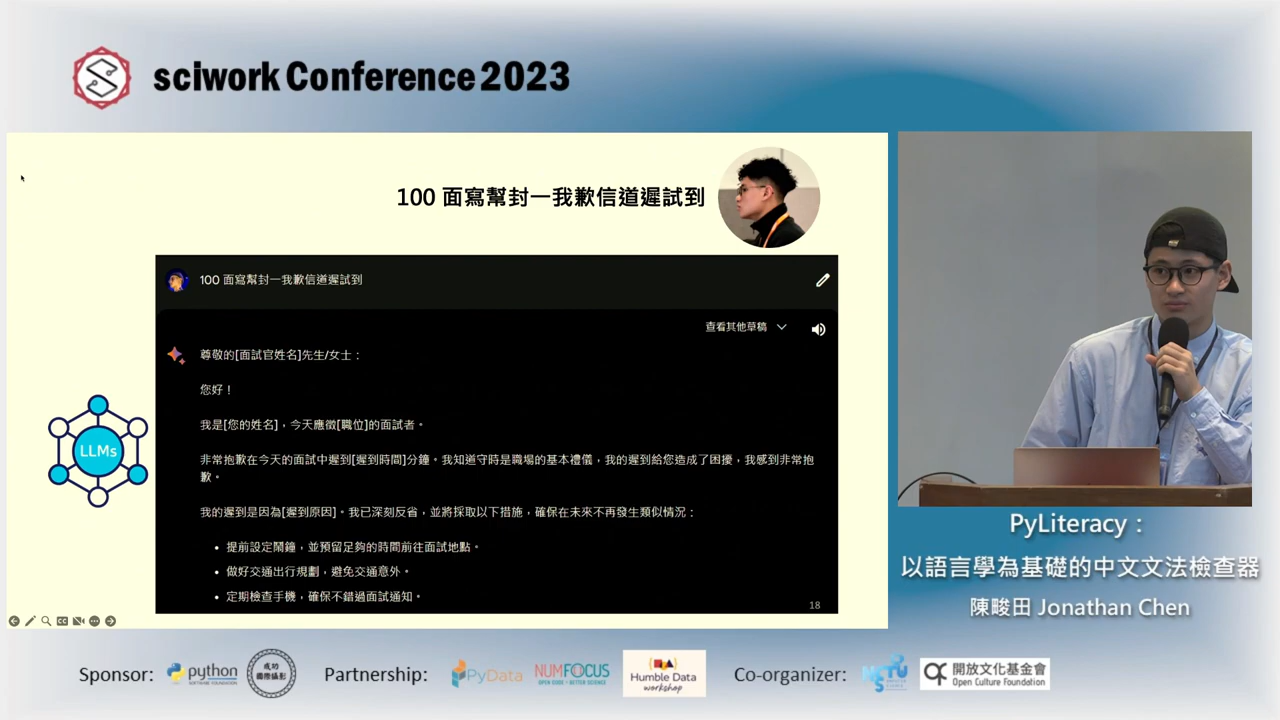 sciwork Conference 2023
100 面寫幫封一我歉信道遲試到
100 面寫幫封一我歉信道遲試到
查看其他草稿
尊敬的[面試官姓名]先生/女士：
您好！
我是[您的姓名]，今天應徵[職位]的面試者。
非常抱歉在今天的面試中遲到[遲到時間]分鐘。我知道守時是職場的基本禮儀，我的遲到給您造成了困擾，我感到非常抱
歉。
我的遲到是因為[遲到原因]。我已深刻反省，並將採取以下措施，確保在未來不再發生類似情況：
• 提前設定鬧鐘，並預留足夠的時間前往面試地點。
• 做好交通出行規劃，避免交通意外。
• 定期檢查手機，確保不錯過面試通知。
LLMs
18
PyLiteracy：
以語言學為基礎的中文文法檢查器
陳畯田 Jonathan Chen
Sponsor:
python
成功
國際攝影
Partnership:
PyData
NUMFOCUS
OPEN CODE = BETTER SCIENCE
Humble Data
workshop
Co-organizer:
開放文化基金會
Open Culture Foundation